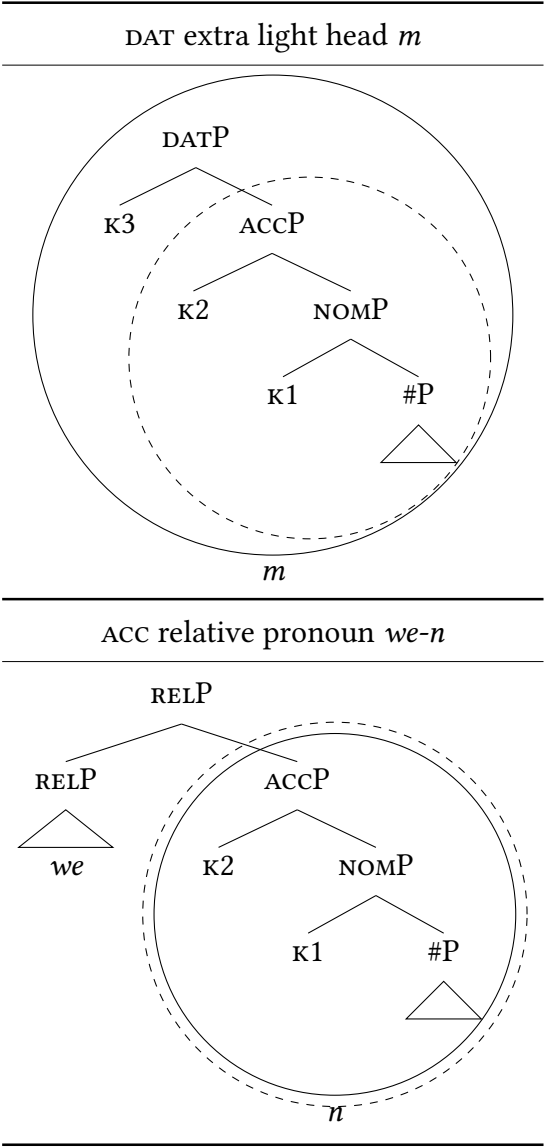 DAT extra light head m
DATP
K3 ACCP
K2 NOMP
K1 #P
m
ACC relative pronoun we-n
RELP
RELP ACCP
we K2 NOMP
K1 #P
n